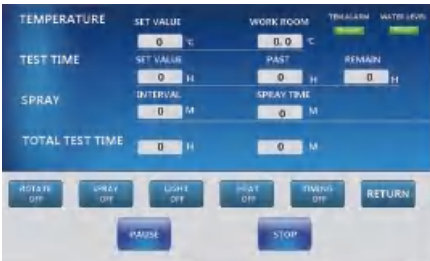 TEMPERATURE SET VALUE WORK ROOM TEM.ALARM WATER LEVEL
0 ℃ 0.0 ℃
TEST TIME SET VALUE PAST REMAIN
0 H 0 H 0 H
SPRAY INTERVAL SPRAY TIME
0 M 0 M
TOTAL TEST TIME 0 H 0 M
ROTATE OFF SPRAY OFF LIGHT OFF HEAT OFF TIMING OFF RETURN
PAUSE STOP